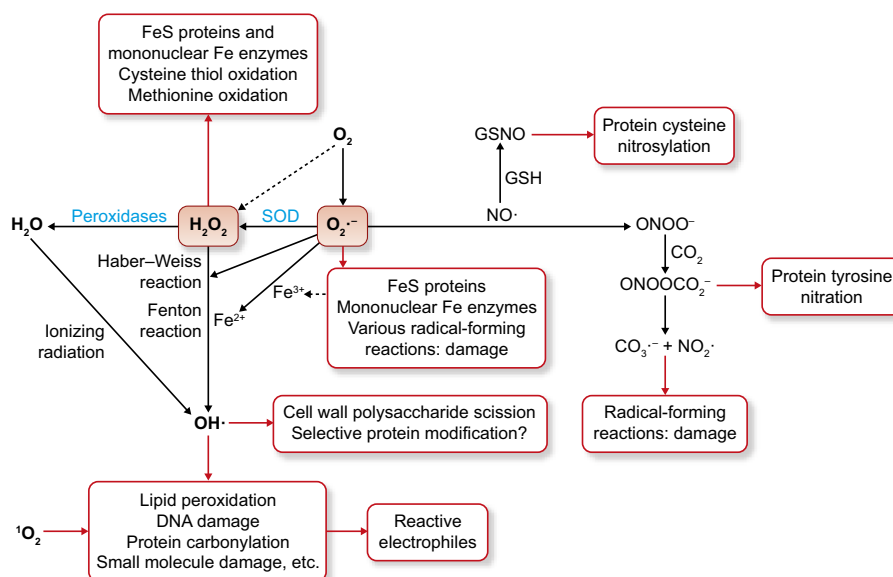 FeS proteins and
mononuclear Fe enzymes
Cysteine thiol oxidation
Methionine oxidation
O₂
GSNO
Protein cysteine
nitrosylation
GSH
H₂O
Peroxidases
H₂O₂
SOD
O₂·⁻
NO·
ONOO⁻
CO₂
Haber–Weiss
reaction
Fenton
reaction
Fe³⁺
Fe²⁺
FeS proteins
Mononuclear Fe enzymes
Various radical-forming
reactions: damage
ONOOCO₂⁻
Protein tyrosine
nitration
Ionizing
radiation
CO₃·⁻ + NO₂·
OH·
Cell wall polysaccharide scission
Selective protein modification?
Radical-forming
reactions: damage
¹O₂
Lipid peroxidation
DNA damage
Protein carbonylation
Small molecule damage, etc.
Reactive
electrophiles